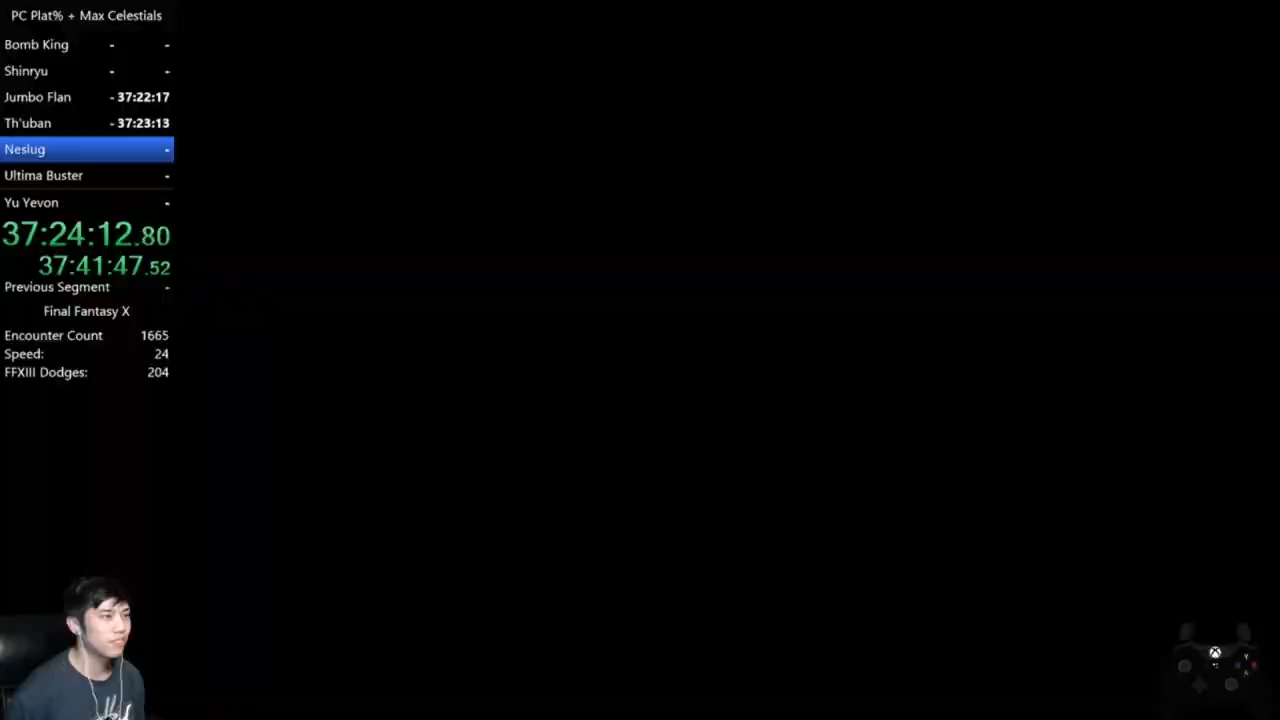 PC Plat% + Max Celestials
Bomb King - -
Shinryu - -
Jumbo Flan - 37:22:17
Th'uban - 37:23:13
Neslug -
Ultima Buster -
Yu Yevon -
37:24:12.80
37:41:47.52
Previous Segment -
Final Fantasy X
Encounter Count 1665
Speed: 24
FFXIII Dodges: 204